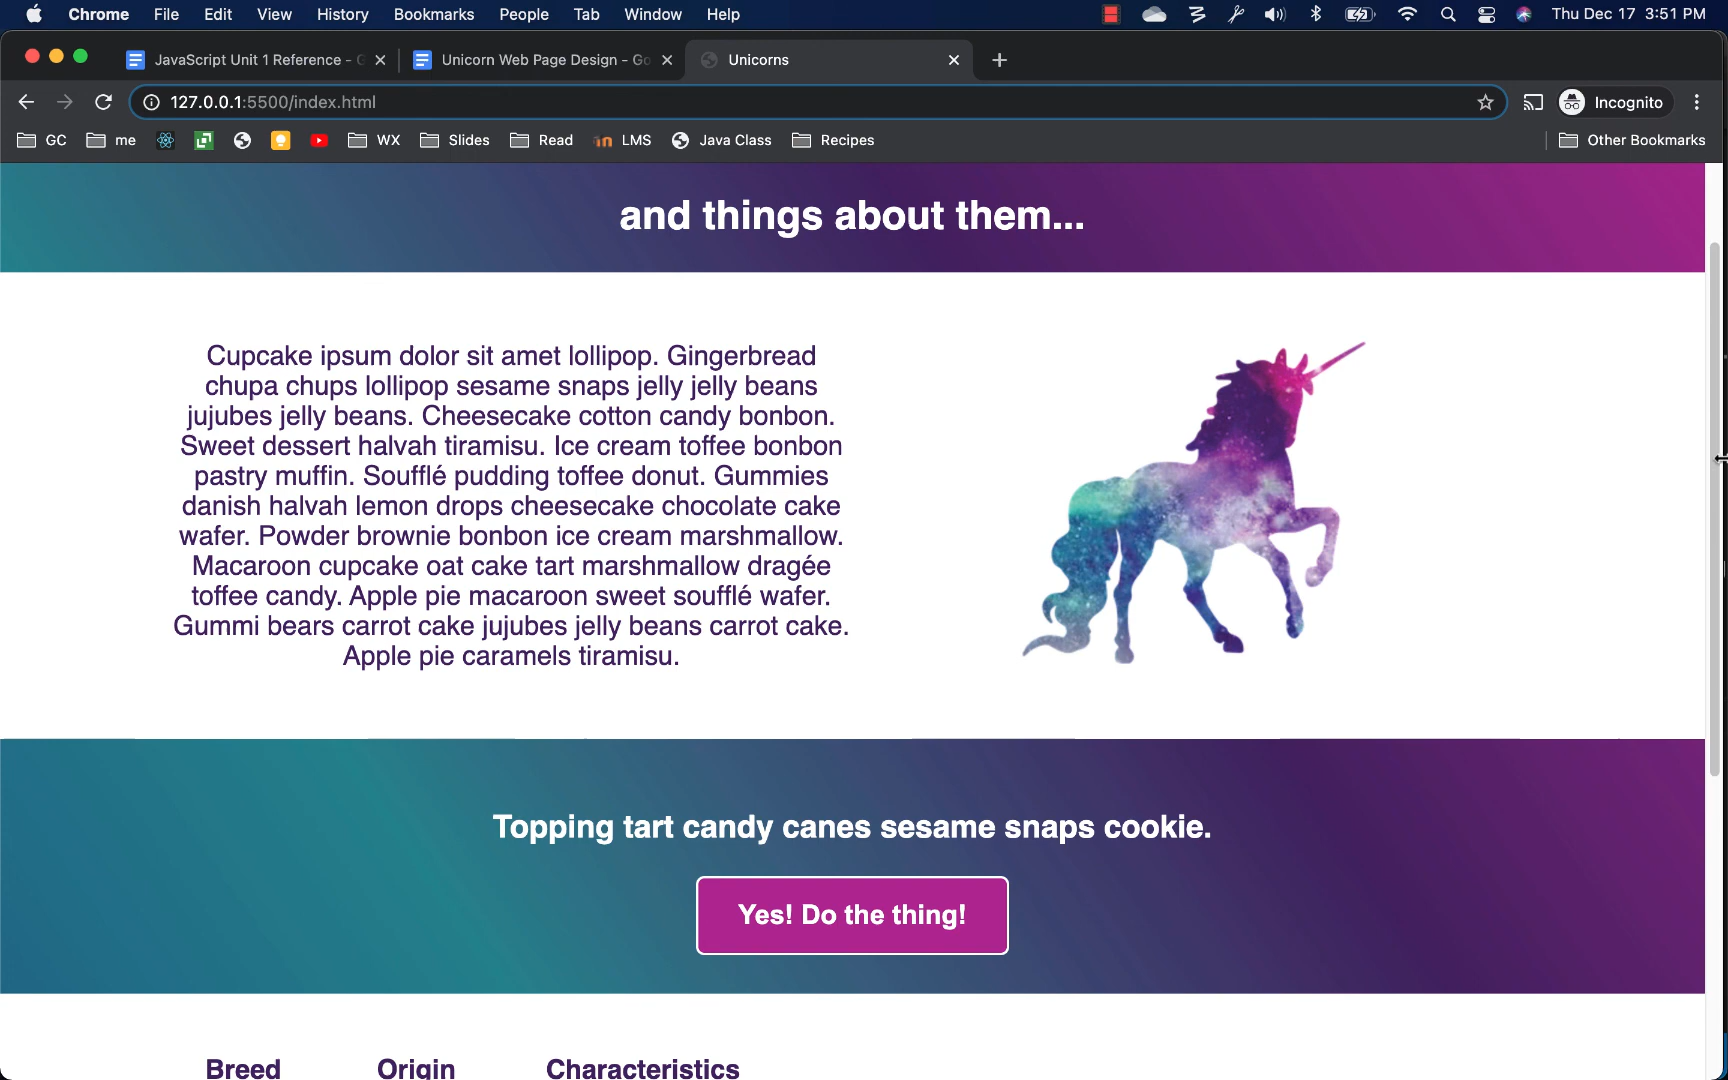 Chrome File Edit View History Bookmarks People Tab Window Help Thu Dec 17 3:51 PM
JavaScript Unit 1 Reference - Unicorn Web Page Design - Go Unicorns
127.0.0.1:5500/index.html Incognito
GC me WX Slides Read LMS Java Class Recipes Other Bookmarks
and things about them...
Cupcake ipsum dolor sit amet lollipop. Gingerbread
chupa chups lollipop sesame snaps jelly jelly beans
jujubes jelly beans. Cheesecake cotton candy bonbon.
Sweet dessert halvah tiramisu. Ice cream toffee bonbon
pastry muffin. Soufflé pudding toffee donut. Gummies
danish halvah lemon drops cheesecake chocolate cake
wafer. Powder brownie bonbon ice cream marshmallow.
Macaroon cupcake oat cake tart marshmallow dragée
toffee candy. Apple pie macaroon sweet soufflé wafer.
Gummi bears carrot cake jujubes jelly beans carrot cake.
Apple pie caramels tiramisu.
Topping tart candy canes sesame snaps cookie.
Yes! Do the thing!
Breed Origin Characteristics